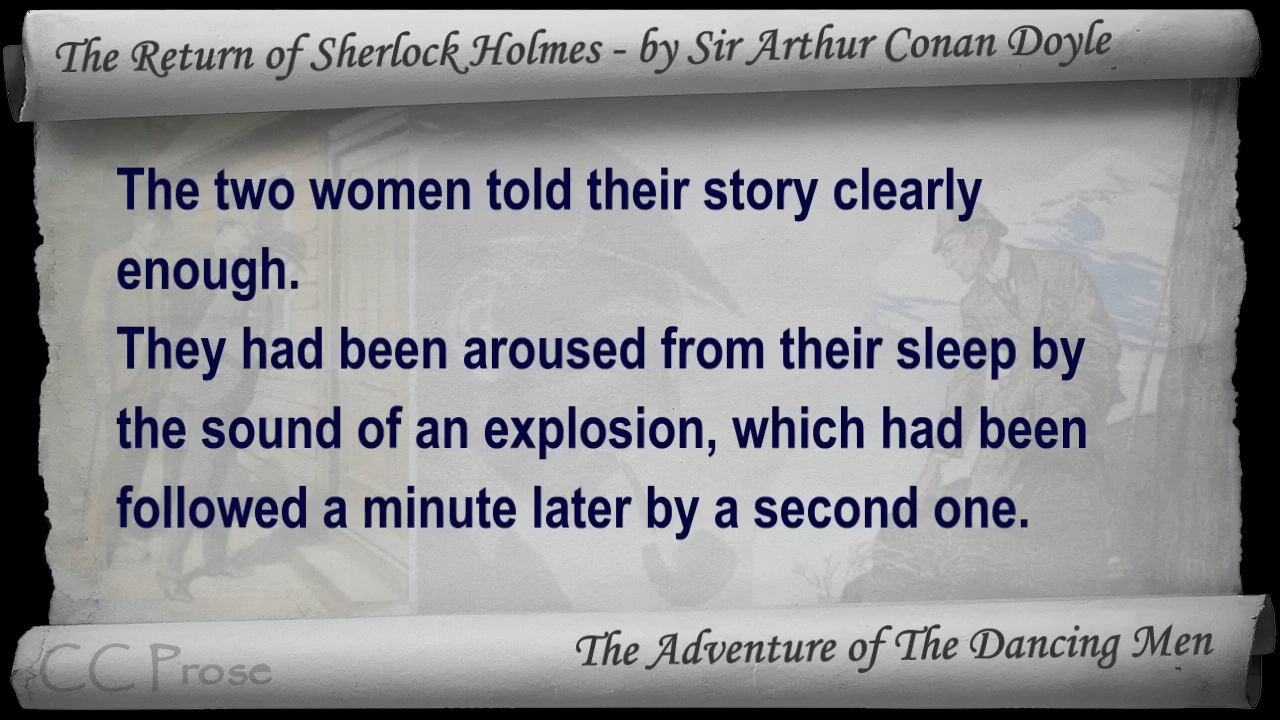 The Return of Sherlock Holmes - by Sir Arthur Conan Doyle
The two women told their story clearly
enough.
They had been aroused from their sleep by
the sound of an explosion, which had been
followed a minute later by a second one.
The Adventure of The Dancing Men
CC Prose